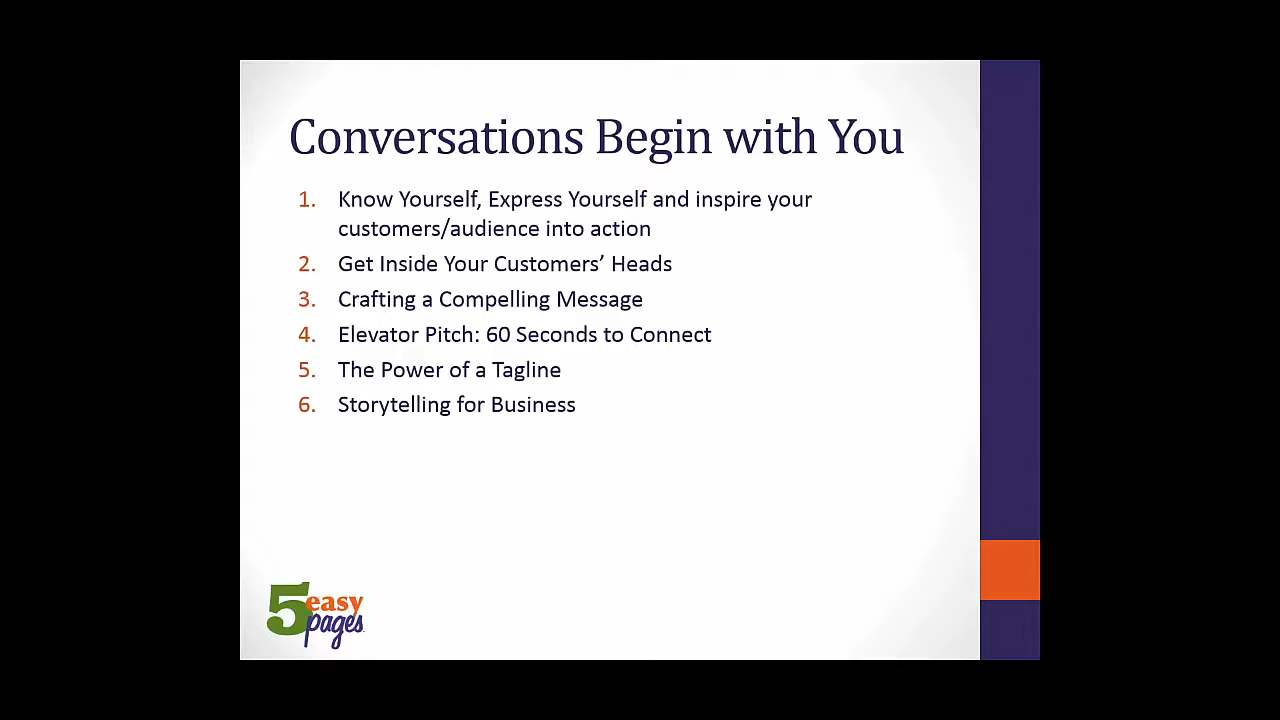 Conversations Begin with You
1. Know Yourself, Express Yourself and inspire your
customers/audience into action
2. Get Inside Your Customers’ Heads
3. Crafting a Compelling Message
4. Elevator Pitch: 60 Seconds to Connect
5. The Power of a Tagline
6. Storytelling for Business
5 easy
pages